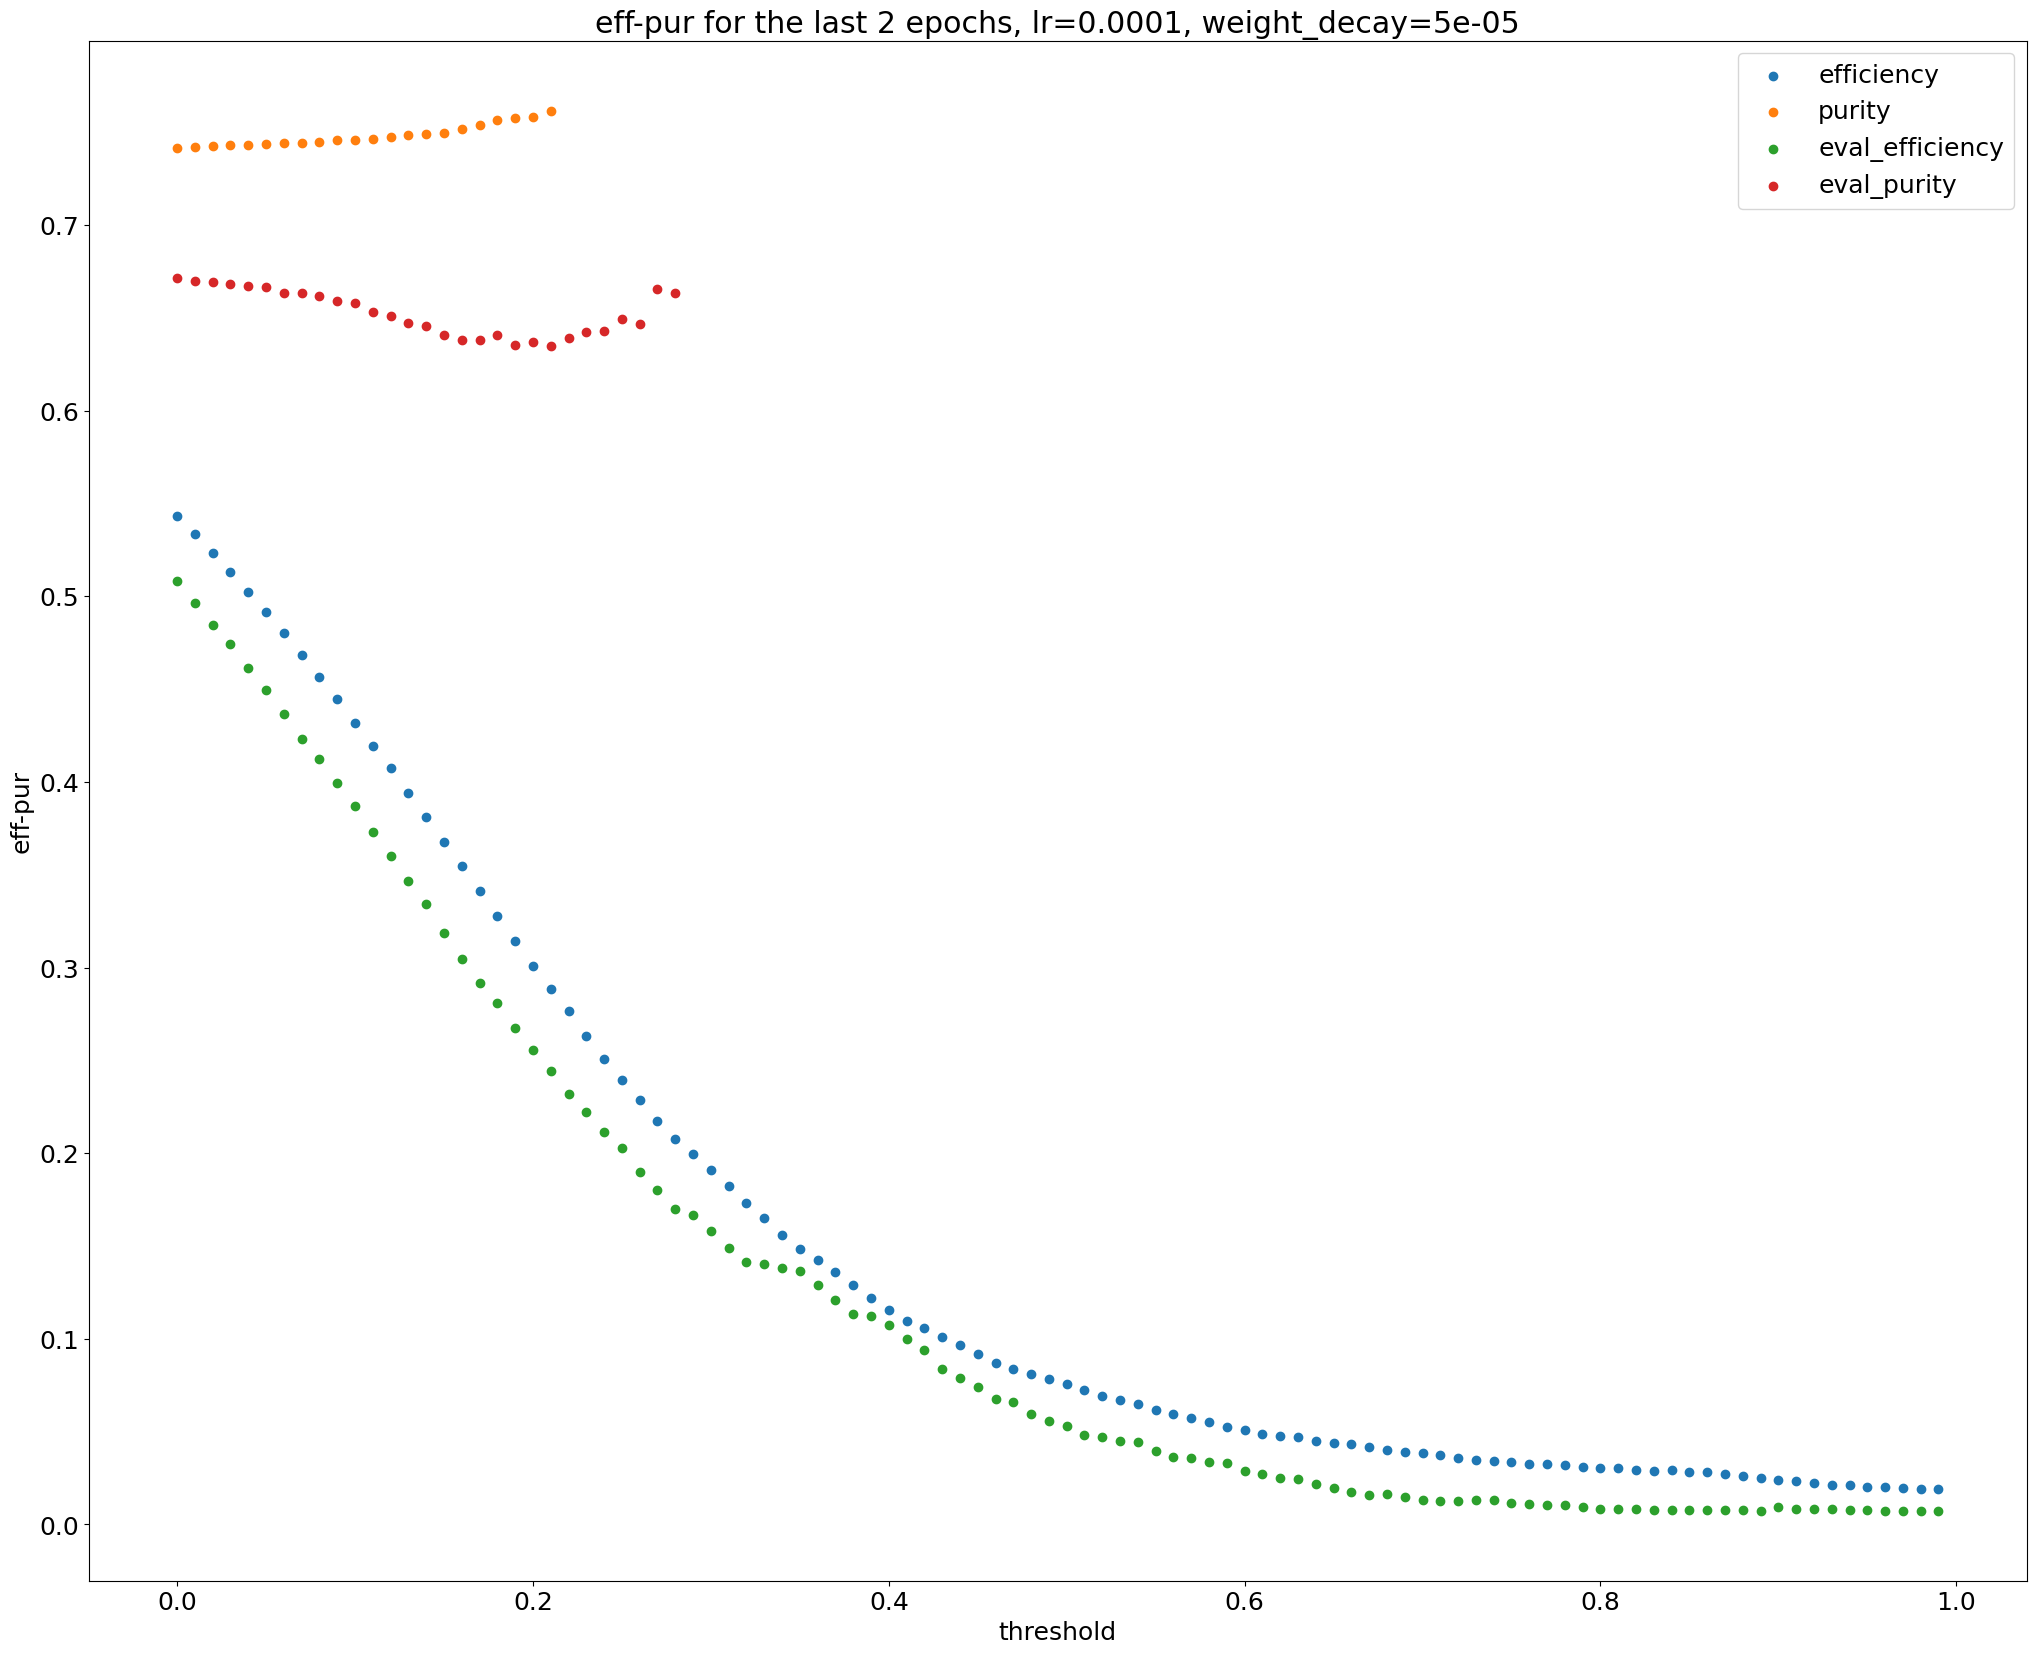 eff-pur for the last 2 epochs, lr=0.0001, weight_decay=5e-05
efficiency
purity
eval_efficiency
eval_purity
0.7
0.6
0.5
0.4
0.3
0.2
0.1
0.0
eff-pur
0.0 0.2 0.4 0.6 0.8 1.0
threshold